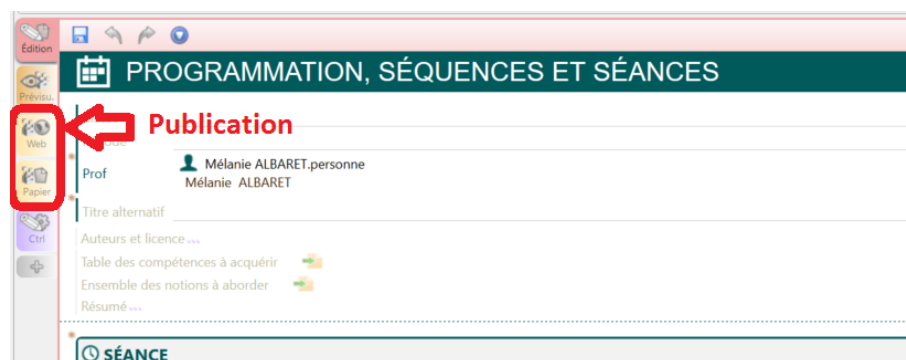 Édition
PROGRAMMATION, SÉQUENCES ET SÉANCES
Prévisu.
Publication
Web
Prof
Mélanie ALBARET.personne
Mélanie ALBARET
Papier
Titre alternatif
Ctrl
Auteurs et licence...
Table des compétences à acquérir
Ensemble des notions à aborder
Résumé...
SÉANCE